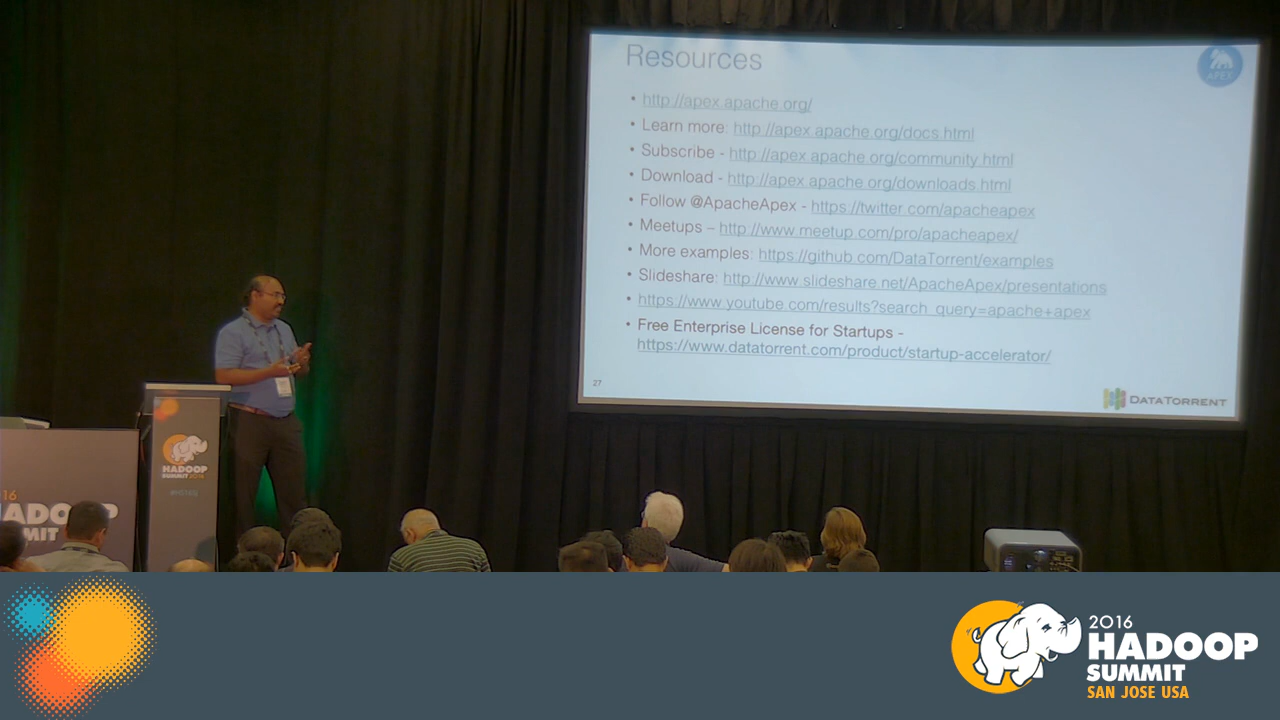 Resources
APEX
• http://apex.apache.org/
• Learn more: http://apex.apache.org/docs.html
• Subscribe - http://apex.apache.org/community.html
• Download - http://apex.apache.org/downloads.html
• Follow @ApacheApex - https://twitter.com/apacheapex
• Meetups – http://www.meetup.com/pro/apacheapex/
• More examples: https://github.com/DataTorrent/examples
• Slideshare: http://www.slideshare.net/ApacheApex/presentations
• https://www.youtube.com/results?search_query=apache+apex
• Free Enterprise License for Startups -
https://www.datatorrent.com/product/startup-accelerator/
27
DATATORRENT
HADOOP
SUMMIT 2016
2016
HADOOP
SUMMIT
SAN JOSE USA